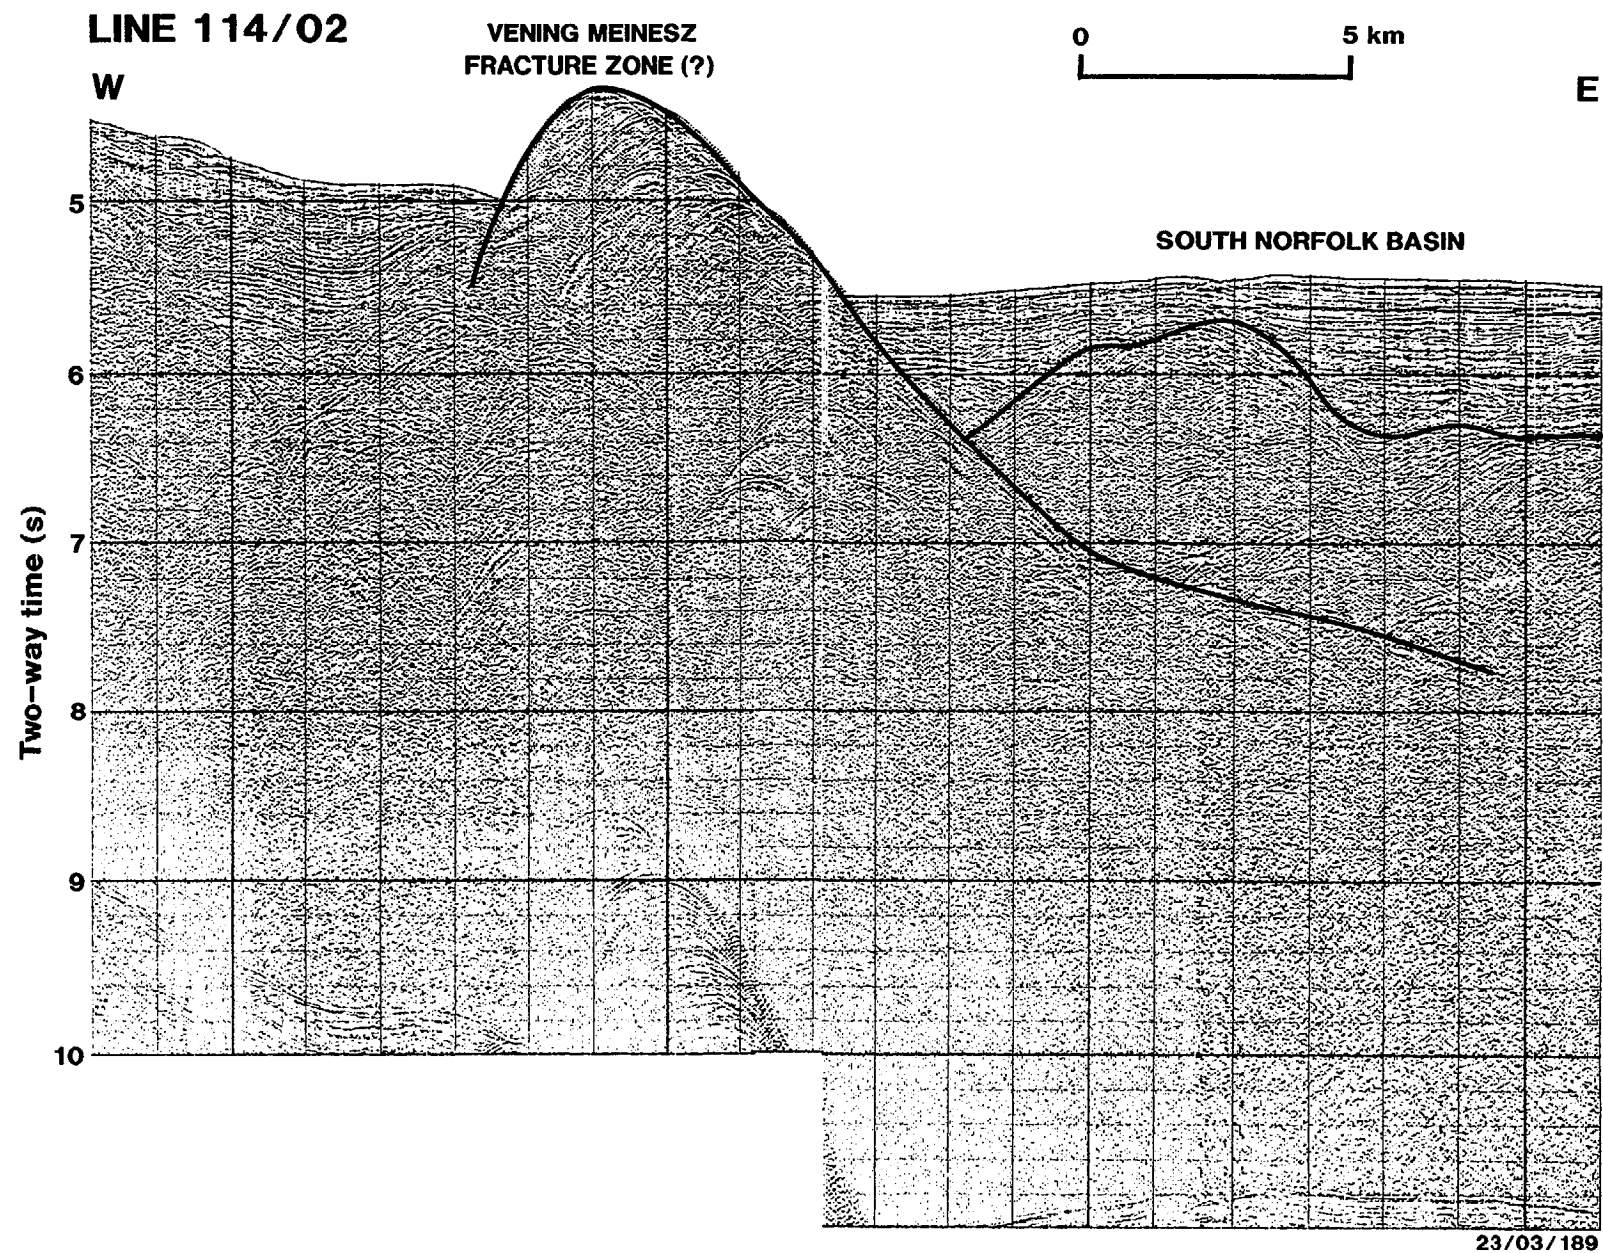 LINE 114/02
VENING MEINESZ
FRACTURE ZONE (?)
0
5 km
W
E
SOUTH NORFOLK BASIN
5
6
7
8
9
10
Two-way time (s)
23/03/189